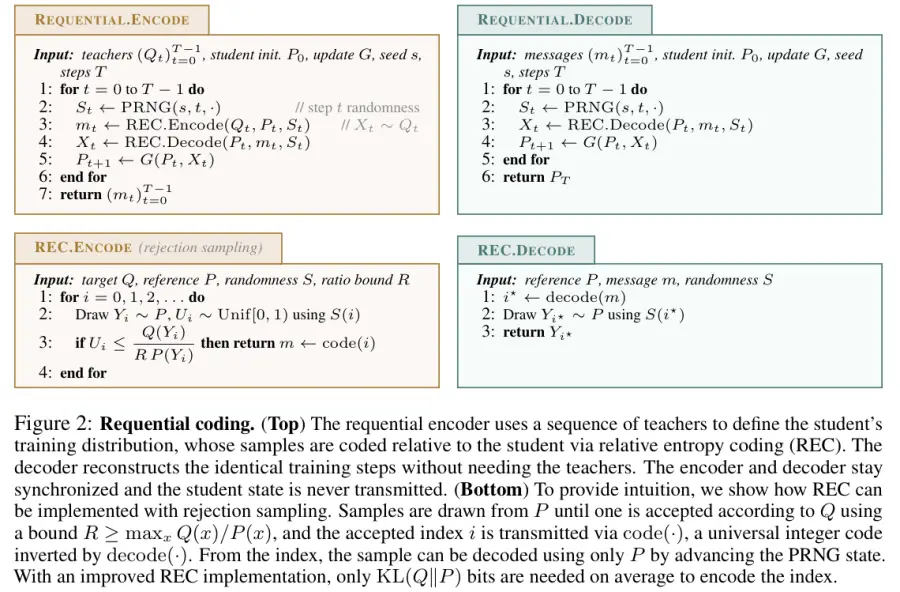 REQUENTIAL.ENCODE
Input: teachers (Q_t)_{t=0}^{T−1}, student init. P_0, update G, seed s,
steps T
1: for t = 0 to T − 1 do
2: S_t ← PRNG(s, t, ·) // step t randomness
3: m_t ← REC.Encode(Q_t, P_t, S_t) // X_t ∼ Q_t
4: X_t ← REC.Decode(P_t, m_t, S_t)
5: P_{t+1} ← G(P_t, X_t)
6: end for
7: return (m_t)_{t=0}^{T−1}
REQUENTIAL.DECODE
Input: messages (m_t)_{t=0}^{T−1}, student init. P_0, update G, seed
s, steps T
1: for t = 0 to T − 1 do
2: S_t ← PRNG(s, t, ·)
3: X_t ← REC.Decode(P_t, m_t, S_t)
4: P_{t+1} ← G(P_t, X_t)
5: end for
6: return P_T
REC.ENCODE (rejection sampling)
Input: target Q, reference P, randomness S, ratio bound R
1: for i = 0, 1, 2, . . . do
2: Draw Y_i ∼ P, U_i ∼ Unif[0, 1) using S(i)
3: if U_i ≤ Q(Y_i) / R P(Y_i) then return m ← code(i)
4: end for
REC.DECODE
Input: reference P, message m, randomness S
1: i⋆ ← decode(m)
2: Draw Y_{i⋆} ∼ P using S(i⋆)
3: return Y_{i⋆}
Figure 2: Requential coding. (Top) The requential encoder uses a sequence of teachers to define the student’s
training distribution, whose samples are coded relative to the student via relative entropy coding (REC). The
decoder reconstructs the identical training steps without needing the teachers. The encoder and decoder stay
synchronized and the student state is never transmitted. (Bottom) To provide intuition, we show how REC can
be implemented with rejection sampling. Samples are drawn from P until one is accepted according to Q using
a bound R ≥ max_x Q(x)/P(x), and the accepted index i is transmitted via code(·), a universal integer code
inverted by decode(·). From the index, the sample can be decoded using only P by advancing the PRNG state.
With an improved REC implementation, only KL(Q∥P) bits are needed on average to encode the index.